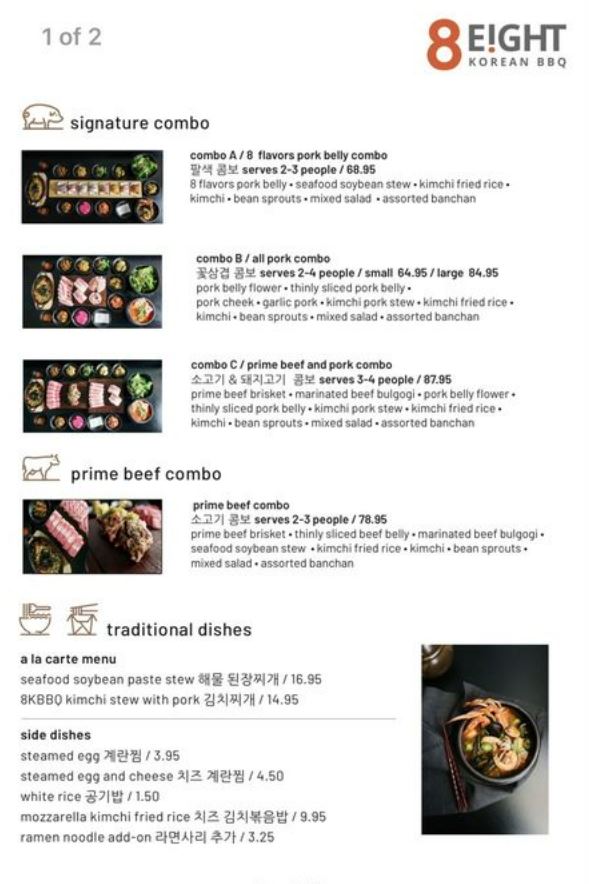 1 of 2
8 E!GHT
KOREAN BBQ
signature combo
combo A / 8 flavors pork belly combo
팔색 콤보 serves 2-3 people / 68.95
8 flavors pork belly • seafood soybean stew • kimchi fried rice •
kimchi • bean sprouts • mixed salad • assorted banchan
combo B / all pork combo
꽃삼겹 콤보 serves 2-4 people / small 64.95 / large 84.95
pork belly flower • thinly sliced pork belly •
pork cheek • garlic pork • kimchi pork stew • kimchi fried rice •
kimchi • bean sprouts • mixed salad • assorted banchan
combo C / prime beef and pork combo
소고기 & 돼지고기 콤보 serves 3-4 people / 87.95
prime beef brisket • marinated beef bulgogi • pork belly flower •
thinly sliced pork belly • kimchi pork stew • kimchi fried rice •
kimchi • bean sprouts • mixed salad • assorted banchan
prime beef combo
prime beef combo
소고기 콤보 serves 2-3 people / 78.95
prime beef brisket • thinly sliced beef belly • marinated beef bulgogi •
seafood soybean stew • kimchi fried rice • kimchi • bean sprouts •
mixed salad • assorted banchan
traditional dishes
a la carte menu
seafood soybean paste stew 해물 된장찌개 / 16.95
8KBBQ kimchi stew with pork 김치찌개 / 14.95
side dishes
steamed egg 계란찜 / 3.95
steamed egg and cheese 치즈 계란찜 / 4.50
white rice 공기밥 / 1.50
mozzarella kimchi fried rice 치즈 김치볶음밥 / 9.95
ramen noodle add-on 라면사리 추가 / 3.25